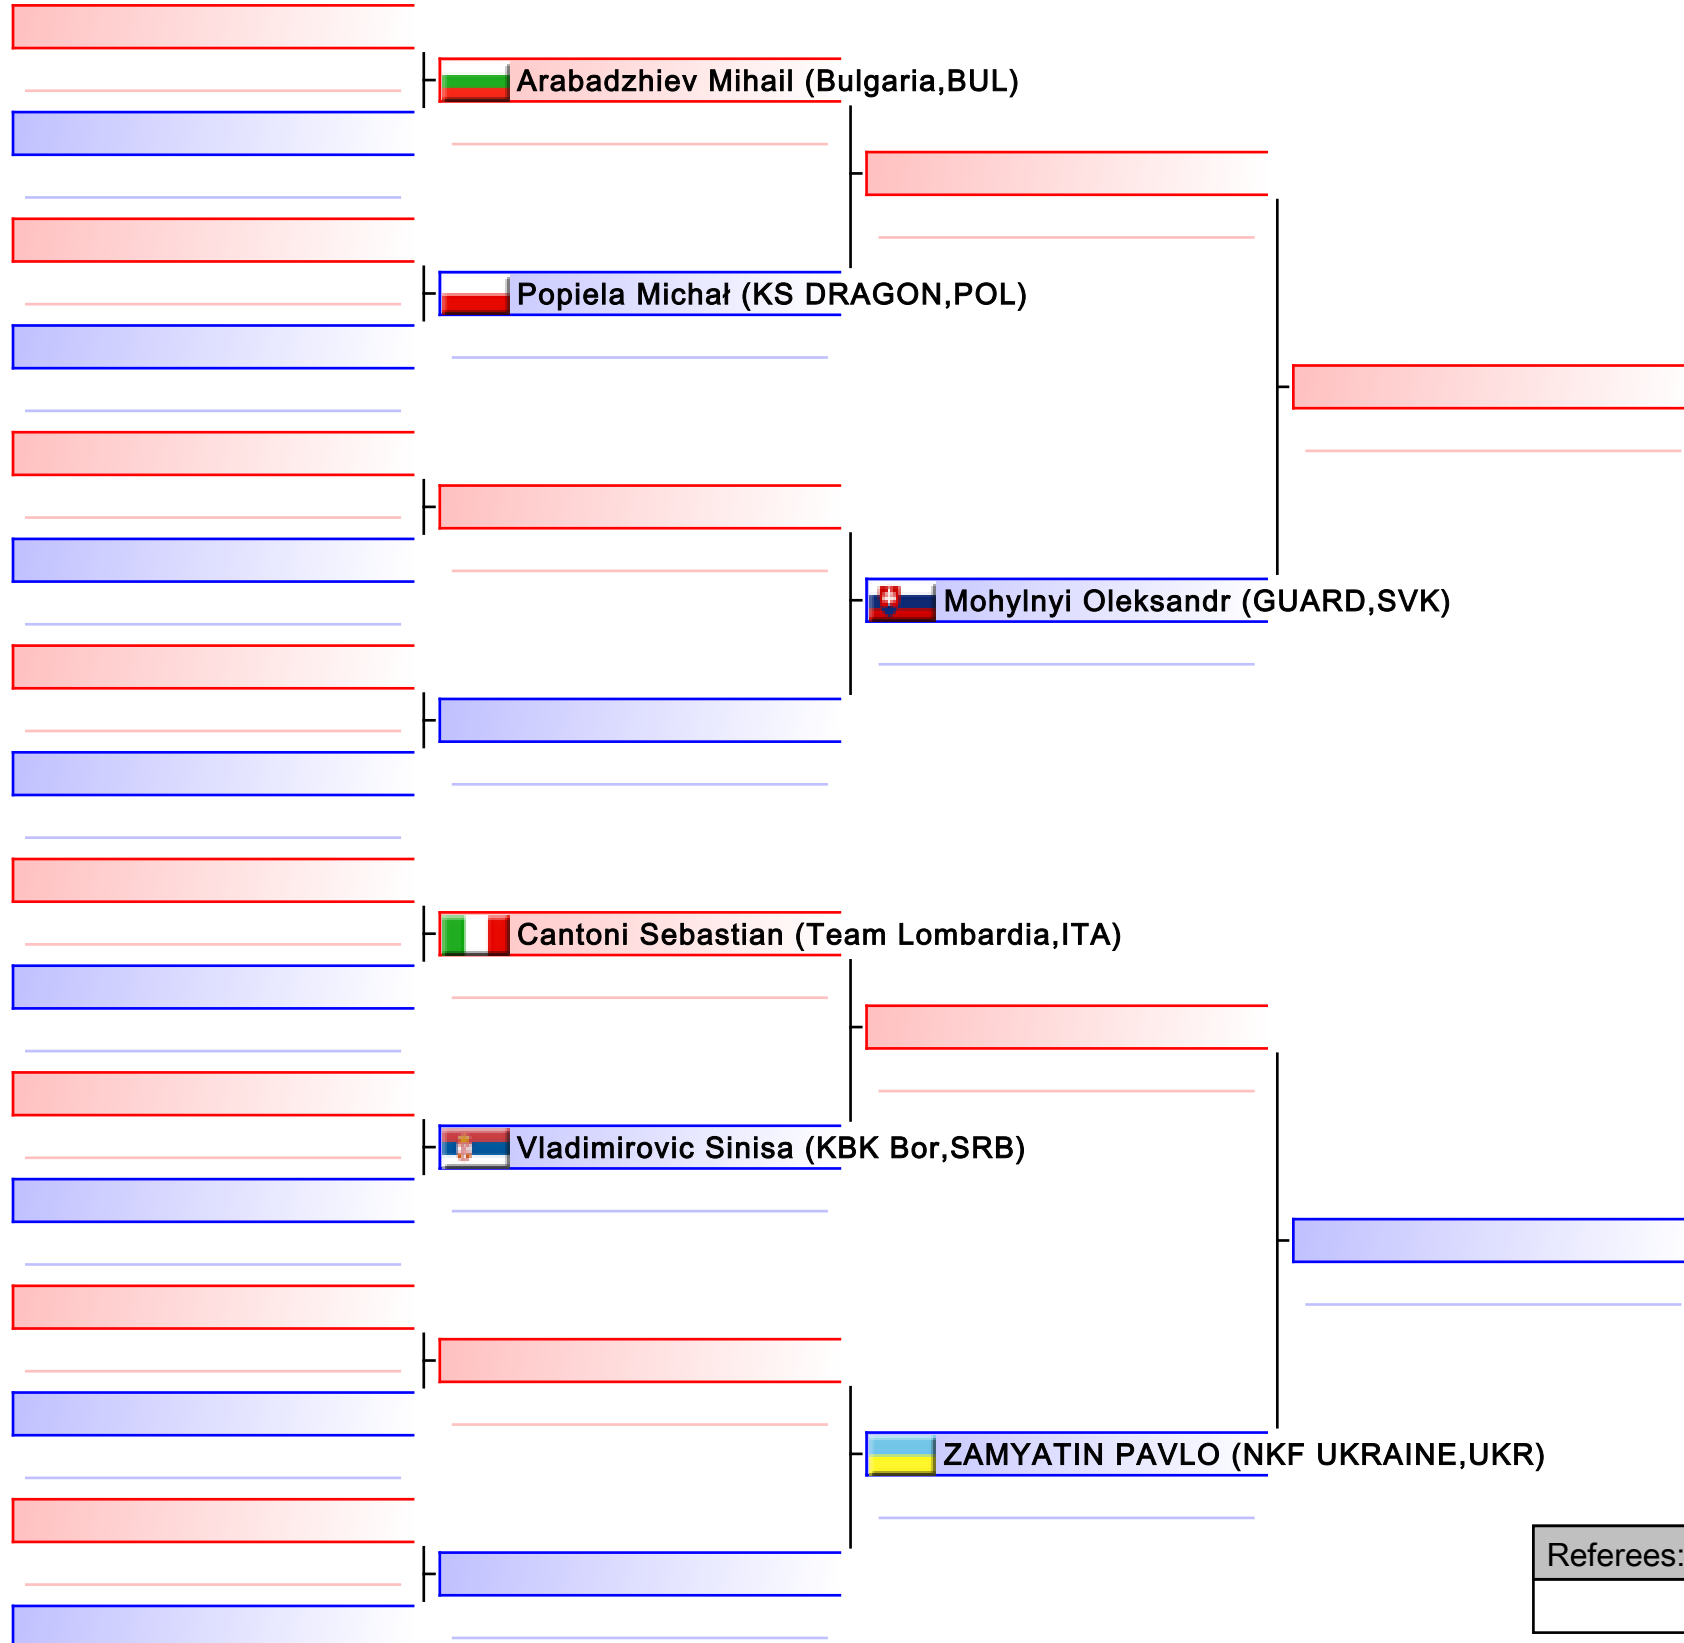 Arabadzhiev Mihail (Bulgaria,BUL)
Popiela Michał (KS DRAGON,POL)
Mohylnyi Oleksandr (GUARD,SVK)
Cantoni Sebastian (Team Lombardia,ITA)
Vladimirovic Sinisa (KBK Bor,SRB)
ZAMYATIN PAVLO (NKF UKRAINE,UKR)
Referees: